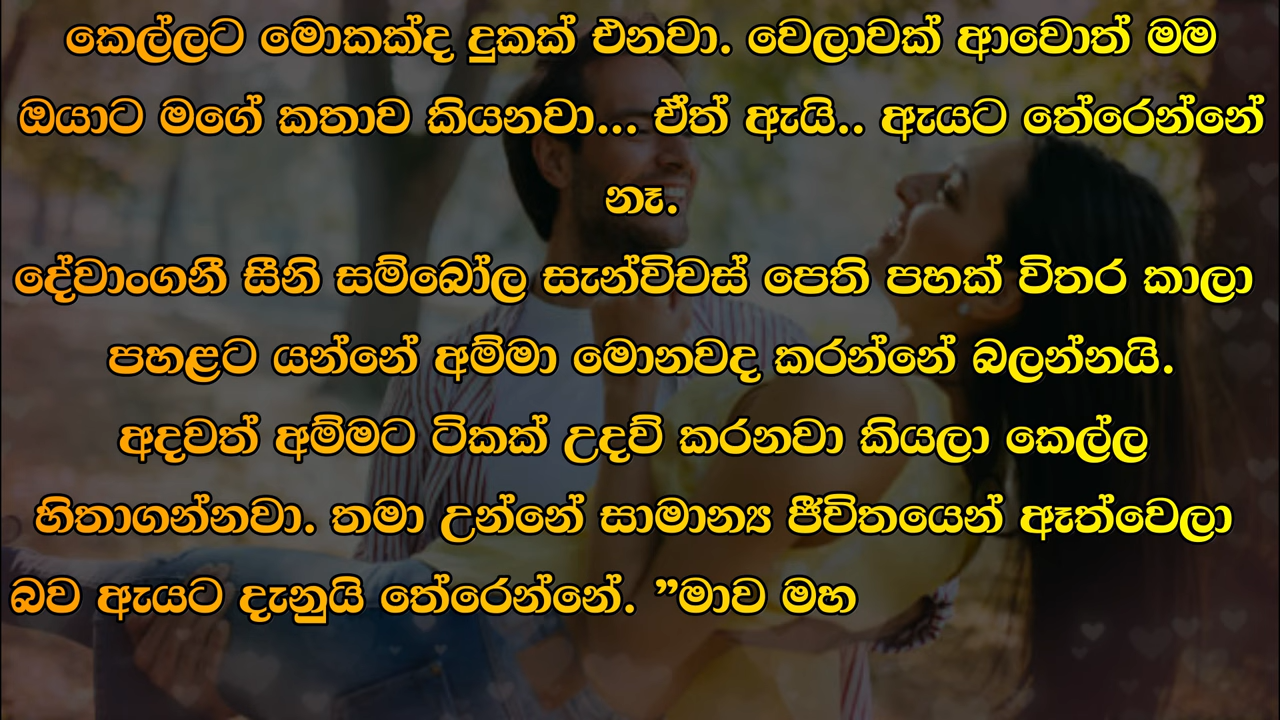 කෙල්ලට මොකක්ද දුකක් එනවා. වෙලාවක් ආවොත් මම
ඔයාට මගේ කතාව කියනවා... ඒත් ඇයි.. ඇයට තේරෙන්නේ
නෑ.
දේවාංගනී සීනි සම්බෝල සැන්විචස් පෙති පහක් විතර කාලා
පහළට යන්නේ අම්මා මොනවද කරන්නේ බලන්නයි.
අදවත් අම්මට ටිකක් උදව් කරනවා කියලා කෙල්ල
හිතාගන්නවා. තමා උන්නේ සාමාන්‍ය ජීවිතයෙන් ඈත්වෙලා
බව ඇයට දැනුයි තේරෙන්නේ. ”මාව මහ